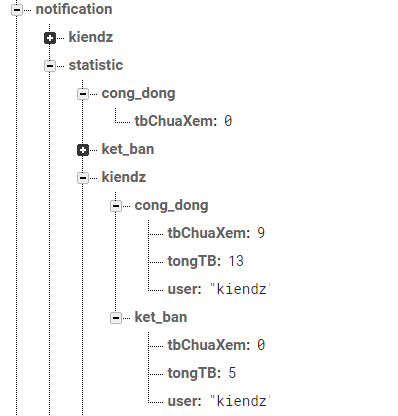 notification
kiendz
statistic
cong_dong
tbChuaXem: 0
ket_ban
kiendz
cong_dong
tbChuaXem: 9
tongTB: 13
user: "kiendz'
ket_ban
tbChuaXem: 0
tongTB: 5
user: "kiendz'